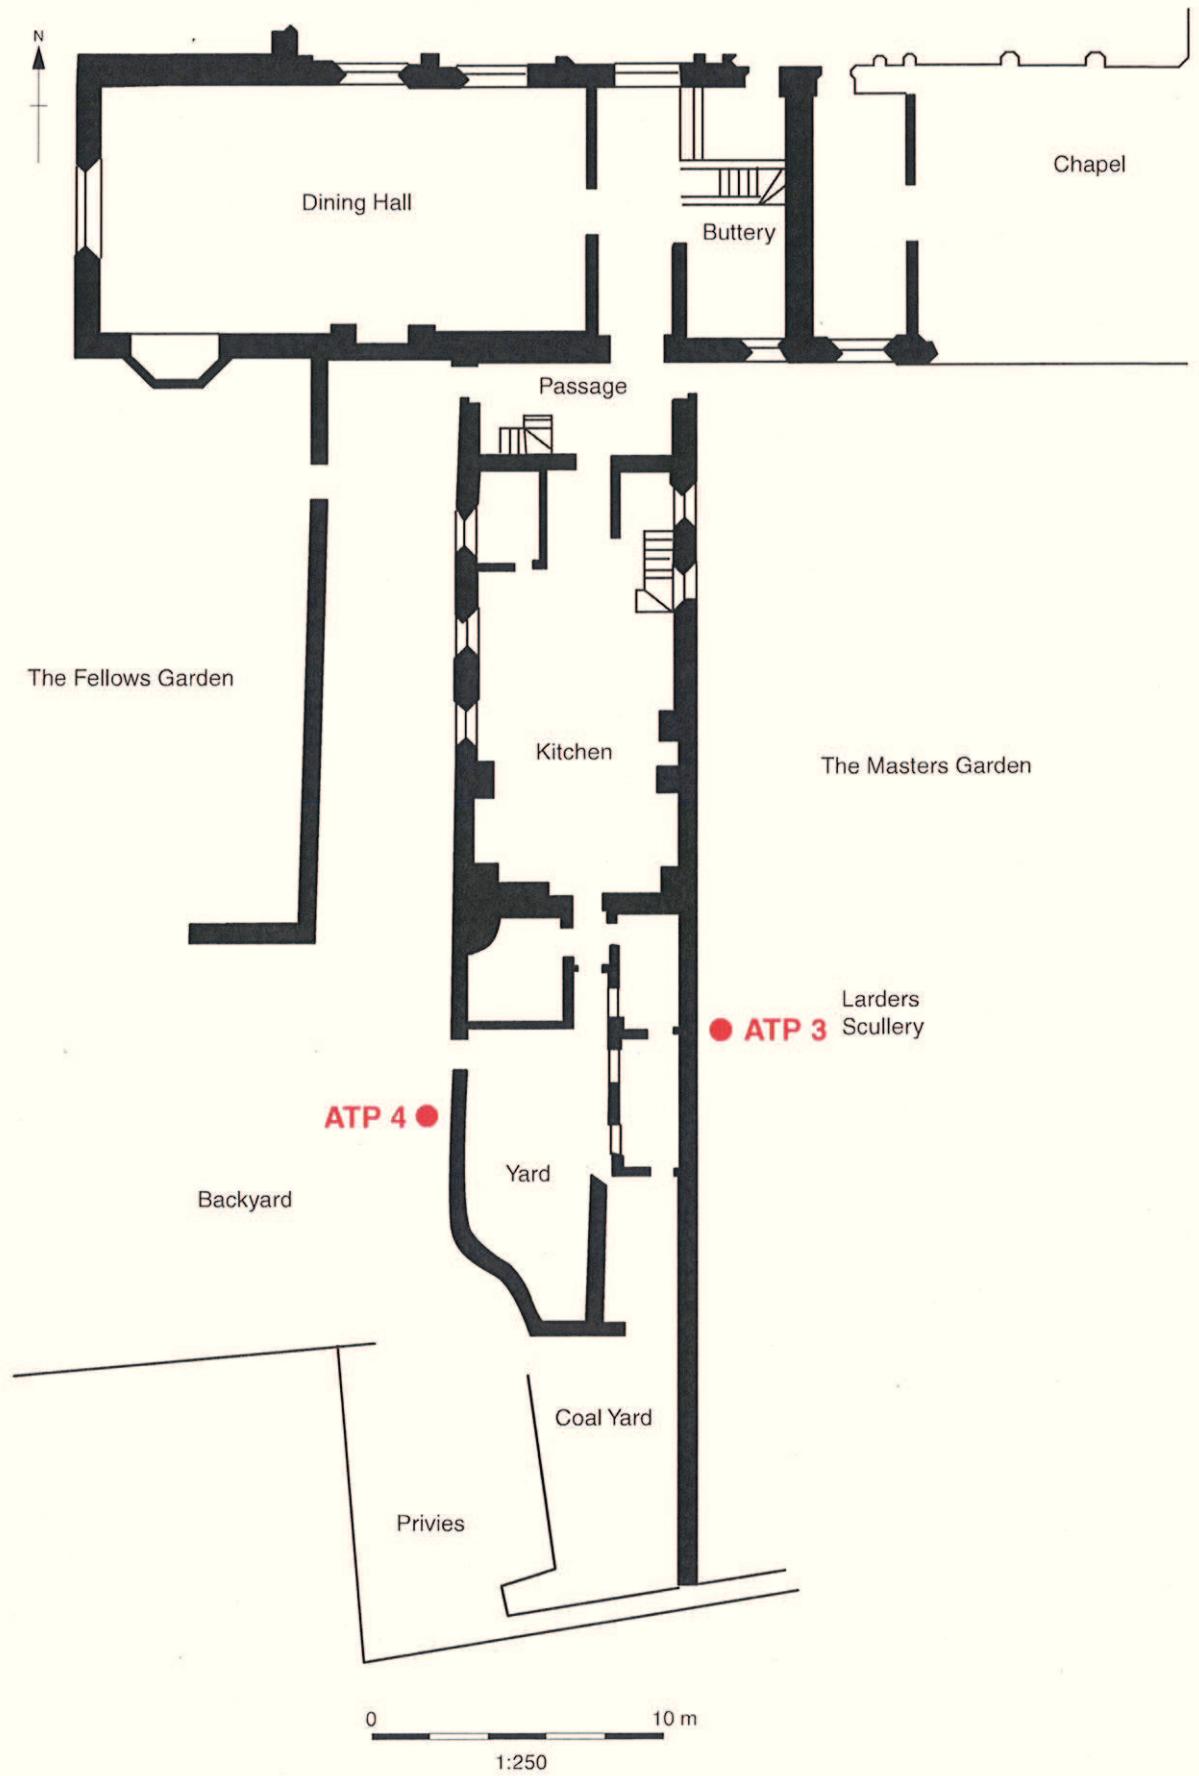 N
Chapel
Dining Hall
Buttery
Passage
The Fellows Garden
Kitchen
The Masters Garden
Larders
Scullery
ATP 3
ATP 4
Yard
Backyard
Coal Yard
Privies
0
10 m
1:250